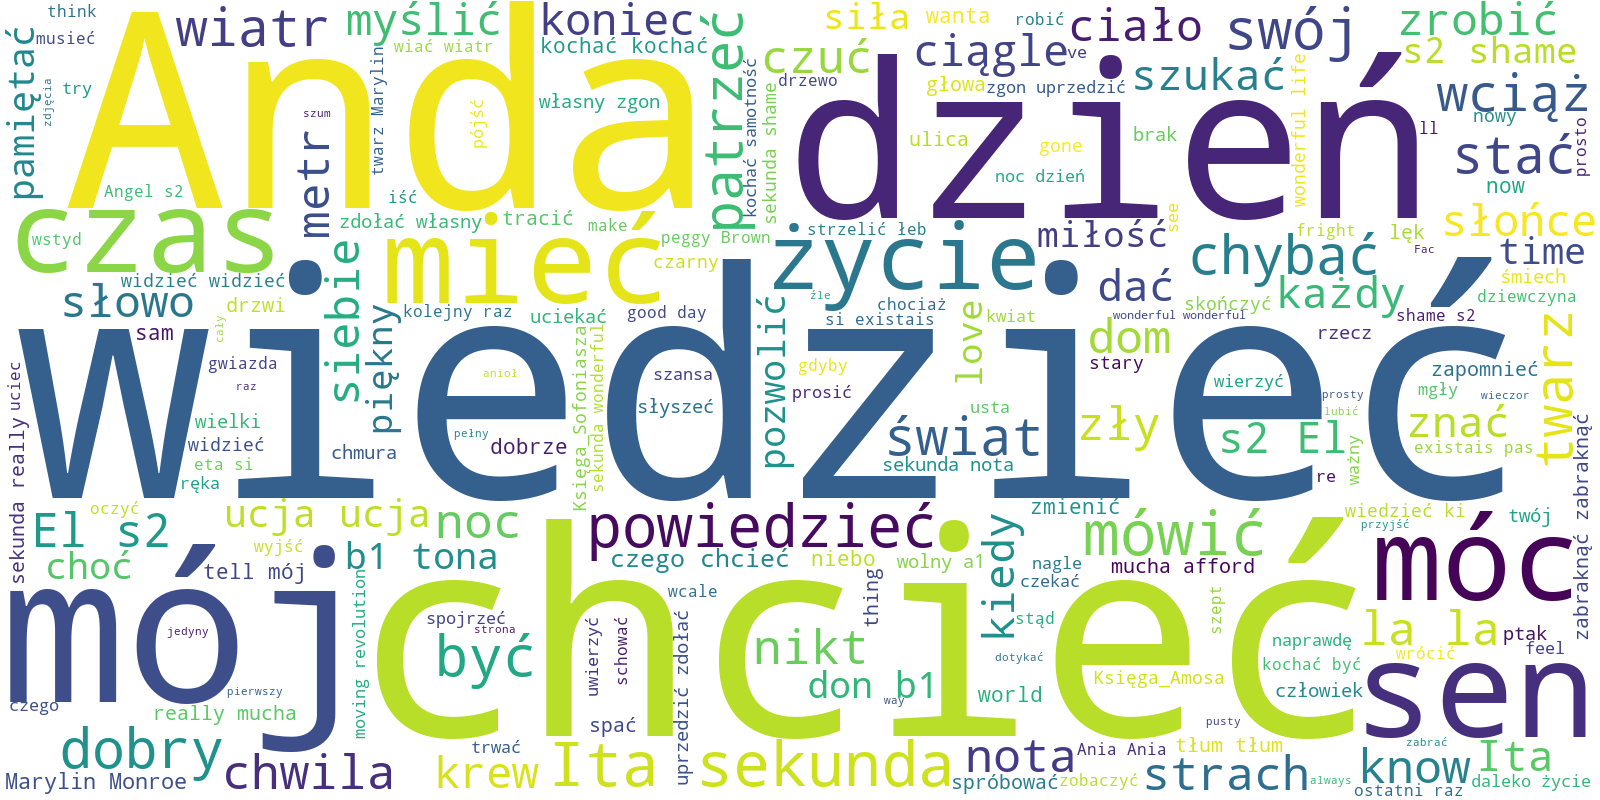 think
musieć
wiatr
myślić
koniec
siła
wanta
robić
ciało
swój
zrobić
wiać wiatr
kochać kochać
patrzeć
czuć
ciągle
ve
s2 shame
pamiętać
zdjęcia
try
Anda
drzewo
głowa
zgon uprzedzić
szukać
wciąż
własny zgon
dzień
wonderful life
nowy
ll
szum
metr
twarz Marylin
pójść
kochać samotność
sekunda shame
ulica
gone
brak
stać
prosto
noc dzień
now
Angel s2
iść
czas
wstyd
zdołać własny
tracić
make
peggy Brown
strzelić łeb
miłość
see
fright
lęk
słońce
Fac
time
mieć
czarny
życie
chybać
śmiech
widzieć widzieć
siebie
dać
każdy
dziewczyna
słowo
drzwi
źle
chociaż
skończyć
sam
cały
piękny
kolejny raz
uciekać
good day
si existais
kwiat
wonderful wonderful
shame s2
wiedzieć
gwiazda
raz
anioł
Księga_Sofoniasza
sekunda wonderful
szansa
pozwolić
gdyby
love
dom
stary
rzecz
twarz
zapomnieć
uciec
prosić
wierzyć
prosty
mgły
wieczor
wielki
słyszeć
usta
zły
lubić
znać
widzieć
pełny
dobrze
świat
s2 El
existais pas
eta si
chmura
sekunda nota
ważny
ręka
re
sekunda really
zabraknąć zabraknąć
oczyć
El s2
ucja ucja
noc
powiedzieć
kiedy
zmienić
wiedzieć ki
twój
mówić
przyjść
wyjść
b1 tona
czego chcieć
niebo
wolny a1
nagle
mucha afford
móc
choć
tell mój
moving revolution
chcieć
wcale
thing
czekać
szept
mój
jedyny
spojrzeć
strona
uwierzyć
schować
uprzedzić zdołać
stąd
naprawdę
la la
ptak
być
nikt
dotykać
kochać być
wrócić
feel
don b1
way
world
Księga_Amosa
człowiek
sen
czego
pierwszy
really mucha
spać
pusty
dobry
trwać
Ita
sekunda
nota
Ania Ania
tłum tłum
zabrać
Ita
Marylin Monroe
chwila
krew
spróbować
zobaczyć
strach
always
know
daleko życie
ostatni raz